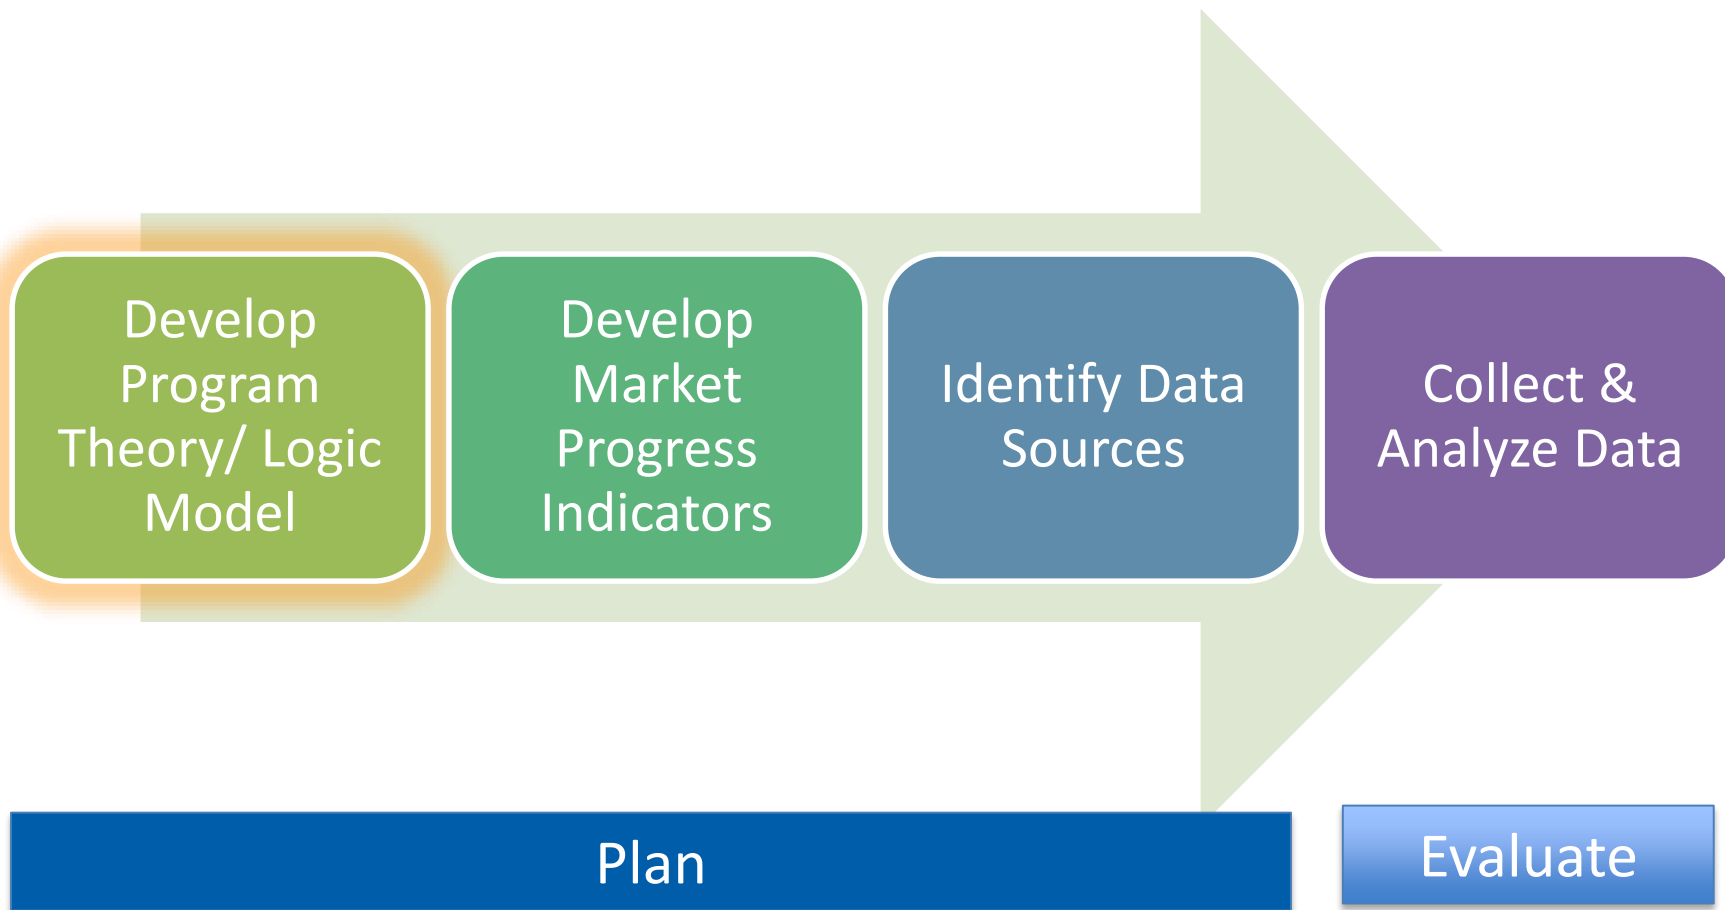 Develop
Program
Theory/ Logic
Model
Develop
Market
Progress
Indicators
Identify Data
Sources
Collect &
Analyze Data
Plan
Evaluate